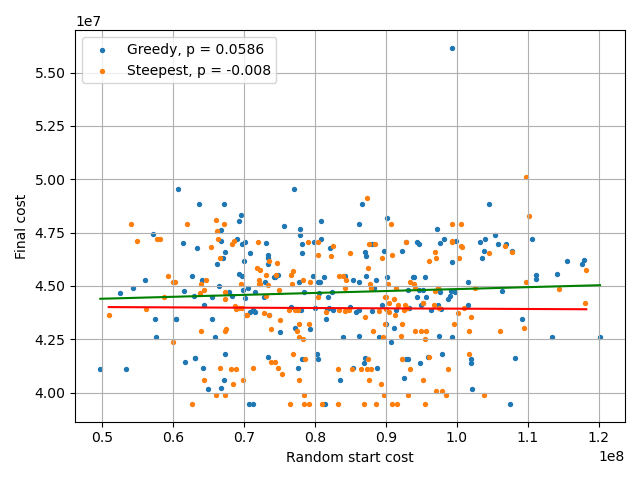 1e7
Greedy, p = 0.0586
Steepest, p = -0.008
5.50
5.25
5.00
4.75
4.50
4.25
4.00
Final cost
0.5 0.6 0.7 0.8 0.9 1.0 1.1 1.2
Random start cost
1e8